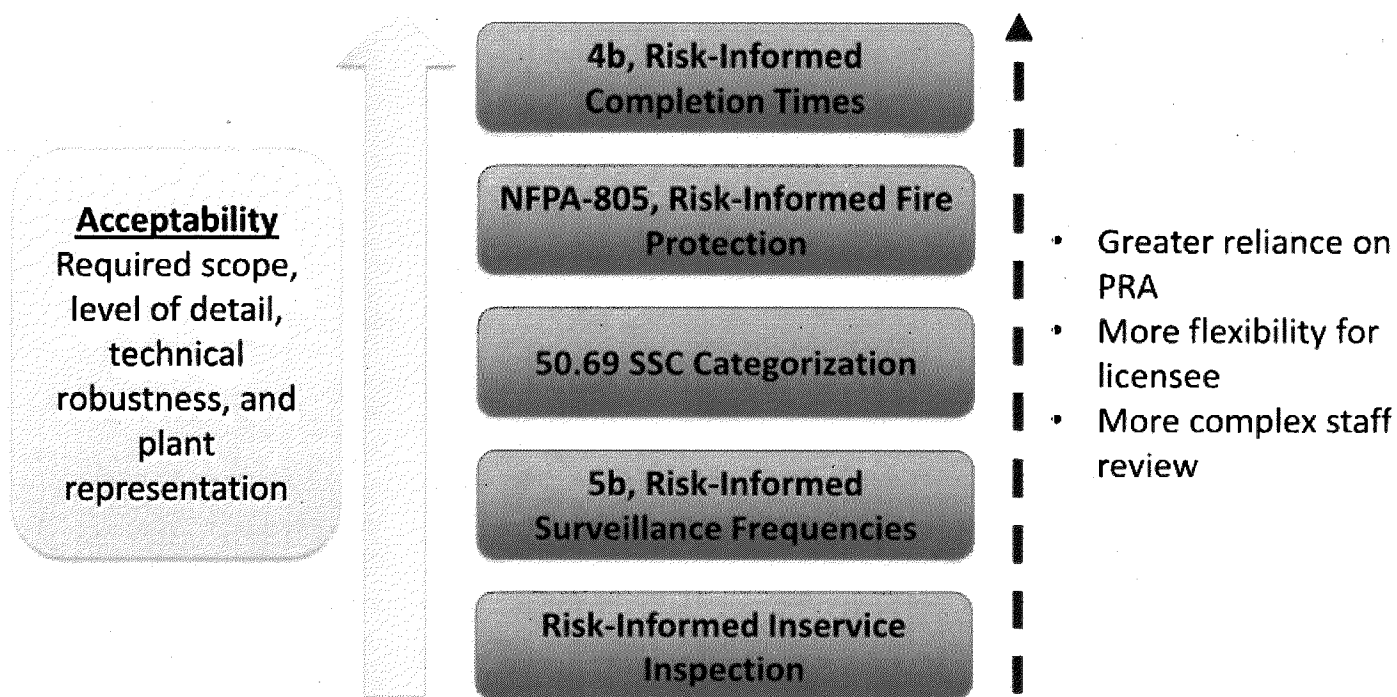 Acceptability
Required scope,
level of detail,
technical
robustness, and
plant
representation
4b, Risk-Informed
Completion Times
NFPA-805, Risk-Informed Fire
Protection
50.69 SSC Categorization
5b, Risk-Informed
Surveillance Frequencies
Risk-Informed Inservice
Inspection
• Greater reliance on
PRA
• More flexibility for
licensee
• More complex staff
review